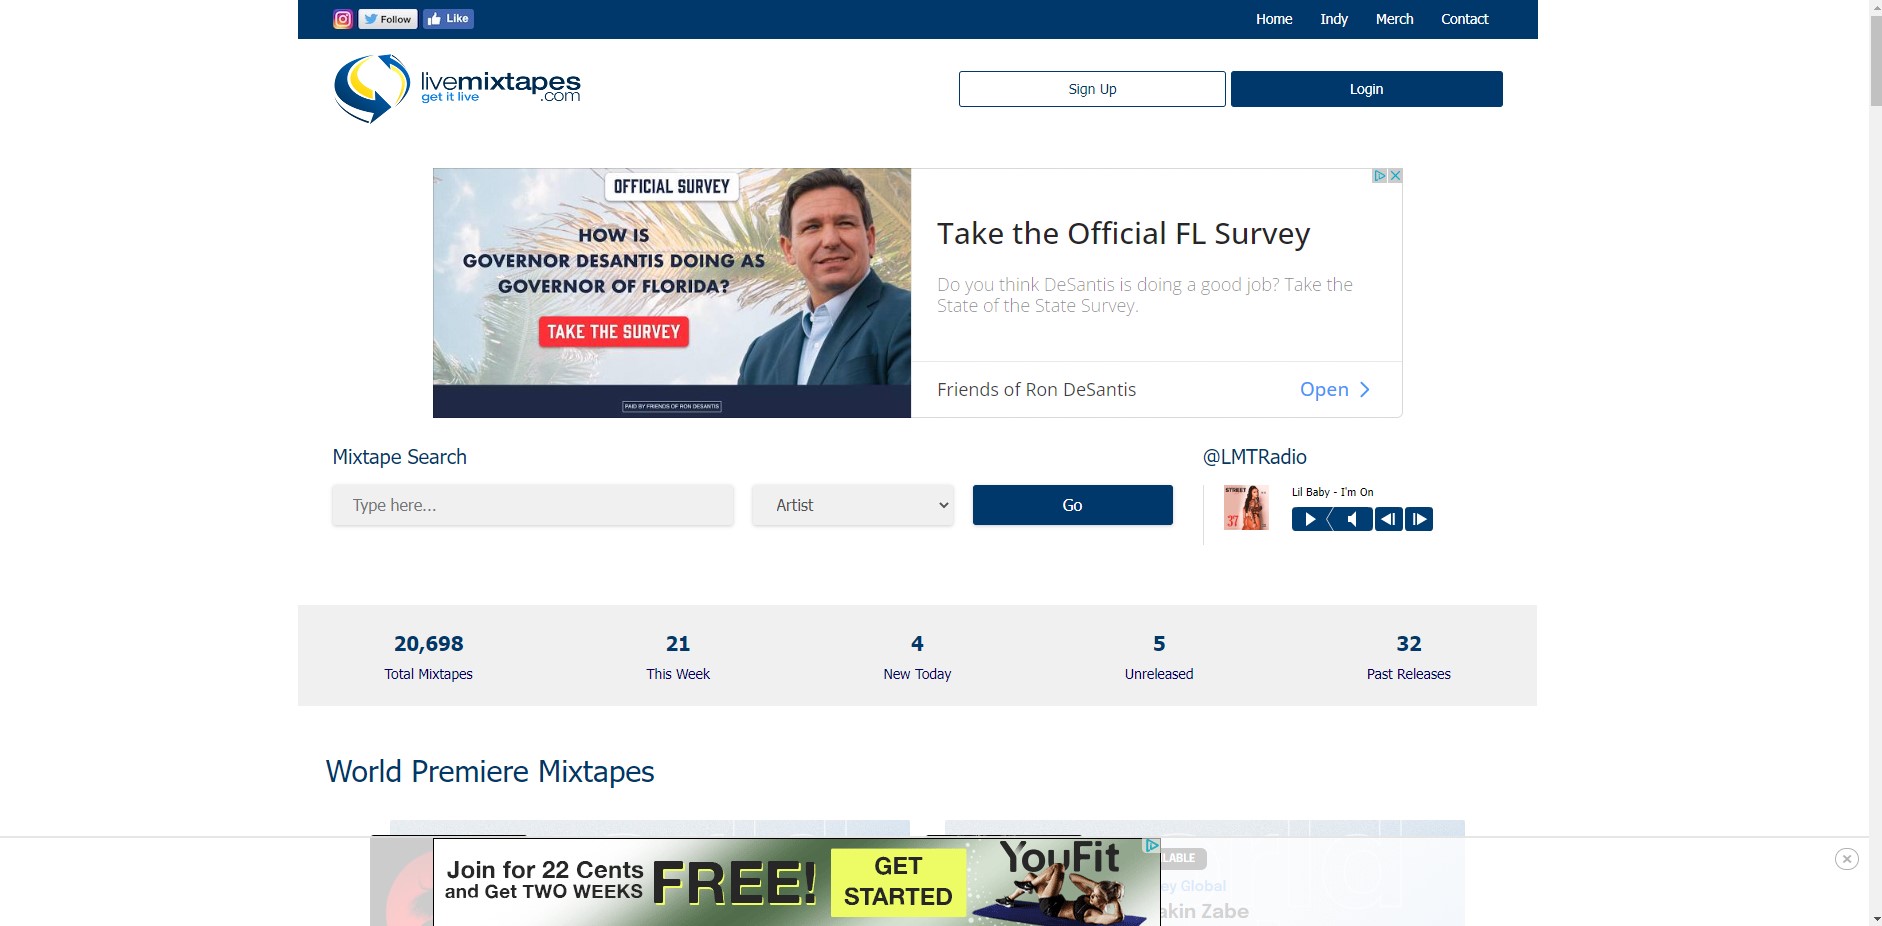 Follow
Like
Home
Indy
Merch
Contact
livemixtapes
get it live
.com
Sign Up
Login
OFFICIAL SURVEY
HOW IS
GOVERNOR DESANTIS DOING AS
GOVERNOR OF FLORIDA?
TAKE THE SURVEY
PAID BY FRIENDS OF RON DESANTIS
Take the Official FL Survey
Do you think DeSantis is doing a good job? Take the
State of the State Survey.
Friends of Ron DeSantis
Open
Mixtape Search
Type here...
Artist
Go
@LMTRadio
STREET
37
Lil Baby - I'm On
20,698
Total Mixtapes
21
This Week
4
New Today
5
Unreleased
32
Past Releases
World Premiere Mixtapes
Join for 22 Cents
and Get TWO WEEKS
FREE!
GET
STARTED
YouFit
LABLE
ey Global
akin Zabe